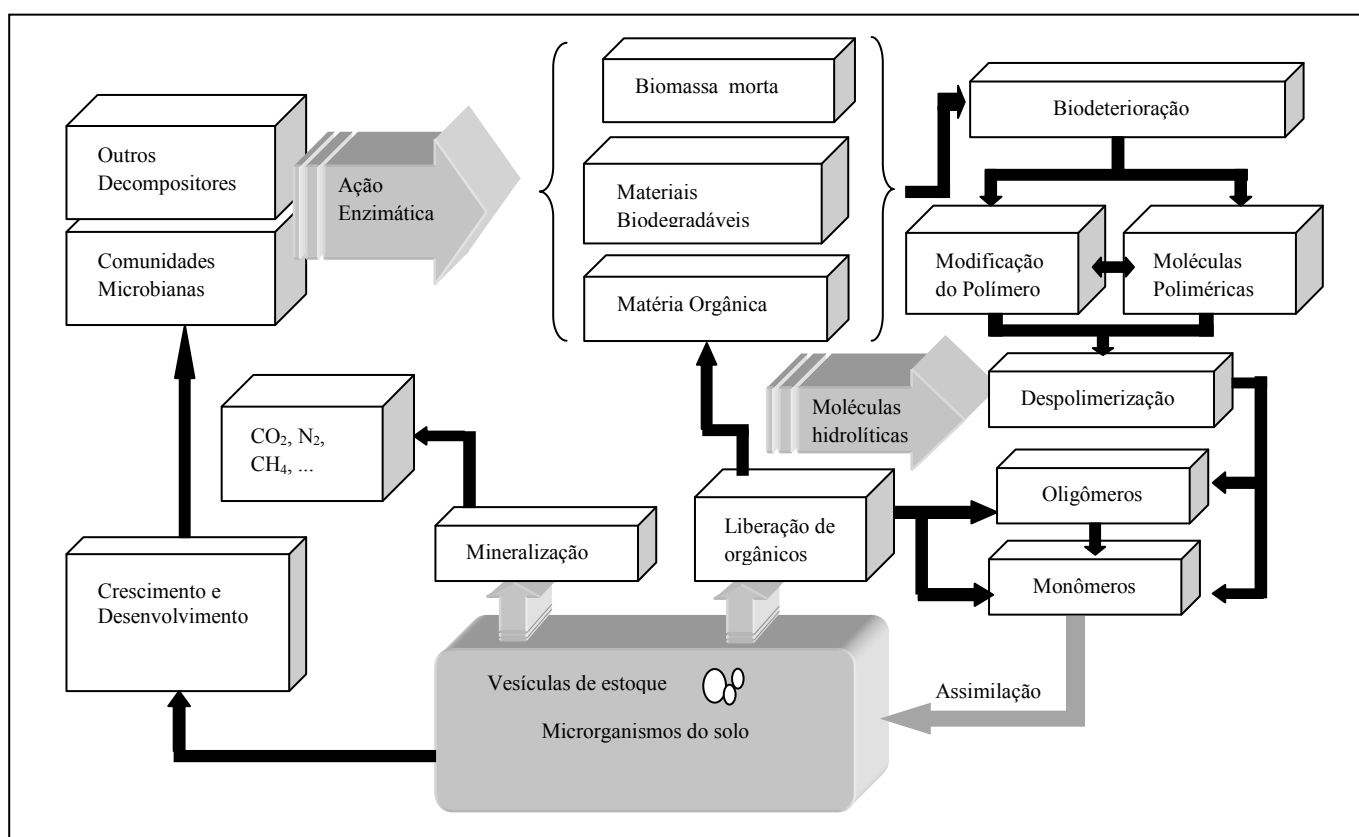 Outros
Decompositores
Comunidades
Microbianas
Ação
Enzimática
Biomassa morta
Materiais
Biodegradáveis
Matéria Orgânica
Biodeterioração
Modificação
do Polímero
Moléculas
Poliméricas
Moléculas
hidrolíticas
Despolimerização
CO₂, N₂,
CH₄, ...
Mineralização
Liberação de
orgânicos
Oligômeros
Monômeros
Crescimento e
Desenvolvimento
Vesículas de estoque
Microrganismos do solo
Assimilação